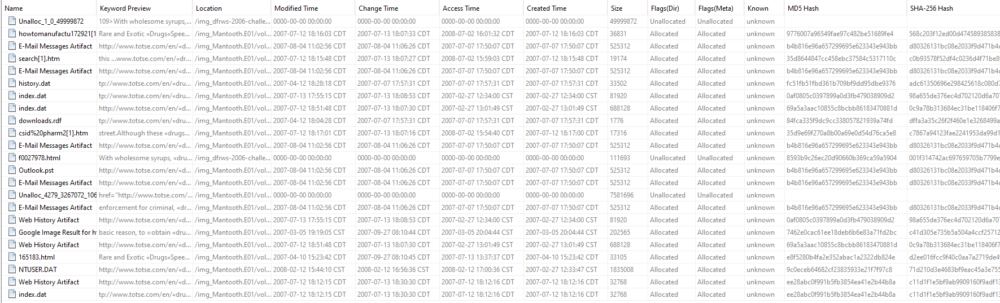 Name Keyword Preview Location Modified Time Change Time Access Time Created Time Size Flags(Dir) Flags(Meta) Known MD5 Hash SHA-256 Hash
Unalloc_1_0_49999872 109> With wholesome syrups,... /img_dfrws-2006-challe... 0000-00-00 00:00:00 0000-00-00 00:00:00 0000-00-00 00:00:00 0000-00-00 00:00:00 49999872 Unallocated Unallocated unknown
howtomanufactu172921[1 Rare and Exotic «Drugs«Spee... /img_Mantooth.E01/vol... 2007-07-12 18:16:03 CDT 2007-07-13 18:07:33 CDT 2008-07-02 16:01:32 CDT 2007-07-12 18:16:03 CDT 36831 Allocated Allocated unknown 9776007a96549fae97c482be51689fe4 568c203f12ed00d474589385838
E-Mail Messages Artifact http://www.totse.com/en/«d... /img_Mantooth.E01/vol... 2007-08-04 11:02:56 CDT 2007-08-04 11:06:26 CDT 2007-07-07 17:50:07 CDT 2007-07-07 17:50:07 CDT 525312 Allocated Allocated unknown b4b816e96a657299695e623343e943bb d80326131bc08e2033f9d471b4c
search[1].htm this ...www.totse.com/en/«dr... /img_Mantooth.E01/vol... 2007-07-12 18:15:48 CDT 2007-07-13 18:07:27 CDT 2008-07-02 15:59:03 CDT 2007-07-12 18:15:48 CDT 19174 Allocated Allocated unknown 35d8644847cc458ebc37584c5317110c c0b93578f52df4c0236d4f71be8
E-Mail Messages Artifact http://www.totse.com/en/«d... /img_Mantooth.E01/vol... 2007-08-04 11:02:56 CDT 2007-08-04 11:06:26 CDT 2007-07-07 17:50:07 CDT 2007-07-07 17:50:07 CDT 525312 Allocated Allocated unknown b4b816e96a657299695e623343e943bb d80326131bc08e2033f9d471b4c
history.dat tp://www.totse.com/en/«dru... /img_Mantooth.E01/vol... 2007-04-12 18:28:18 CDT 2007-07-07 17:57:31 CDT 2007-07-07 17:57:31 CDT 2007-07-07 17:57:31 CDT 33502 Allocated Allocated unknown fc51fb51fbd361b709bf9dd95dbe9376 adc61350696e298425618c080d7
index.dat tp://www.totse.com/en/«dru... /img_Mantooth.E01/vol... 2007-07-13 17:55:15 CDT 2007-07-13 18:08:53 CDT 2007-02-27 12:34:00 CST 2007-02-27 12:34:00 CST 81920 Allocated Allocated unknown 0af0805c0397899a0d3fb479038909d2 98a655de376ec4d702120d6a707
index.dat http://www.totse.com/en/«d... /img_Mantooth.E01/vol... 2007-07-12 18:51:48 CDT 2007-07-13 18:07:30 CDT 2007-02-27 13:01:49 CST 2007-02-27 13:01:49 CST 688128 Allocated Allocated unknown 69a5a3aac10855c8bcbb86183470881d 0c9a78b313684ec31be118406f7
downloads.rdf tp://www.totse.com/en/«dru... /img_Mantooth.E01/vol... 2007-04-12 18:04:28 CDT 2007-07-07 17:57:31 CDT 2007-07-07 17:57:31 CDT 2007-07-07 17:57:31 CDT 1776 Allocated Allocated unknown 84fca335f9dc9cc338057821939a74fd dffa3a35c26f2f460e1e3268499a
csid%20pharm2[1].htm street.Although these «drugs... /img_Mantooth.E01/vol... 2007-07-12 18:17:01 CDT 2007-07-13 18:07:16 CDT 2008-07-02 15:54:40 CDT 2007-07-12 18:17:00 CDT 17316 Allocated Allocated unknown 35d9e69f270a8b00a69e0d54d76ca5e8 c7867a94123fae2241953da99d1
E-Mail Messages Artifact http://www.totse.com/en/«d... /img_Mantooth.E01/vol... 2007-08-04 11:02:56 CDT 2007-08-04 11:06:26 CDT 2007-07-07 17:50:07 CDT 2007-07-07 17:50:07 CDT 525312 Allocated Allocated unknown b4b816e96a657299695e623343e943bb d80326131bc08e2033f9d471b4c
f0027978.html With wholesome syrups, «dru... /img_dfrws-2006-challe... 0000-00-00 00:00:00 0000-00-00 00:00:00 0000-00-00 00:00:00 0000-00-00 00:00:00 111693 Unallocated Unallocated unknown 8593b9c26ec20d90660b369ca59a5904 001f314742ac697659705b7799e
Outlook.pst http://www.totse.com/en/«d... /img_Mantooth.E01/vol... 2007-08-04 11:02:56 CDT 2007-08-04 11:06:26 CDT 2007-07-07 17:50:07 CDT 2007-07-07 17:50:07 CDT 525312 Allocated Allocated unknown b4b816e96a657299695e623343e943bb d80326131bc08e2033f9d471b4c
E-Mail Messages Artifact http://www.totse.com/en/«d... /img_Mantooth.E01/vol... 2007-08-04 11:02:56 CDT 2007-08-04 11:06:26 CDT 2007-07-07 17:50:07 CDT 2007-07-07 17:50:07 CDT 525312 Allocated Allocated unknown b4b816e96a657299695e623343e943bb d80326131bc08e2033f9d471b4c
Unalloc_4279_3267072_106 href="http://www.totse.com/... /img_Mantooth.E01/vol... 0000-00-00 00:00:00 0000-00-00 00:00:00 0000-00-00 00:00:00 0000-00-00 00:00:00 7581696 Unallocated Unallocated unknown
E-Mail Messages Artifact enforcement for criminal, «dr... /img_Mantooth.E01/vol... 2007-08-04 11:02:56 CDT 2007-08-04 11:06:26 CDT 2007-07-07 17:50:07 CDT 2007-07-07 17:50:07 CDT 525312 Allocated Allocated unknown b4b816e96a657299695e623343e943bb d80326131bc08e2033f9d471b4c
Web History Artifact http://www.totse.com/en/«d... /img_Mantooth.E01/vol... 2007-07-13 17:55:15 CDT 2007-07-13 18:08:53 CDT 2007-02-27 12:34:00 CST 2007-02-27 12:34:00 CST 81920 Allocated Allocated unknown 0af0805c0397899a0d3fb479038909d2 98a655de376ec4d702120d6a707
Google Image Result for h basic reason, to =obtain «dru... /img_Mantooth.E01/vol... 2007-03-05 19:19:05 CST 2007-09-27 08:10:44 CDT 2007-03-05 20:04:44 CST 2007-03-05 20:04:44 CST 202565 Allocated Allocated unknown 7462e0cac61ee18deb6b6e83a71fd2bc c41d305e735b5a504a4ccf25712
Web History Artifact http://www.totse.com/en/«d... /img_Mantooth.E01/vol... 2007-07-12 18:51:48 CDT 2007-07-13 18:07:30 CDT 2007-02-27 13:01:49 CST 2007-02-27 13:01:49 CST 688128 Allocated Allocated unknown 69a5a3aac10855c8bcbb86183470881d 0c9a78b313684ec31be118406f7
165183.html Rare and Exotic «Drugs«Spee... /img_Mantooth.E01/vol... 2007-04-10 15:23:42 CDT 2007-09-27 08:10:45 CDT 2007-07-13 13:37:37 CDT 2007-04-10 15:23:42 CDT 33105 Allocated Allocated unknown e8f5280b4fa2e352abac1a2322db824e d2ee016fcc9f40c0aa7a2719de4
NTUSER.DAT http://www.totse.com/en/«d... /img_Mantooth.E01/vol... 2008-02-12 15:44:10 CST 2008-02-12 16:56:36 CST 2008-02-12 17:00:36 CST 2007-02-27 12:33:47 CST 1835008 Allocated Allocated unknown 9c0eceb64682cf23835933e21f7f97c8 71d210d3e4683bf9eac45a3e755
Web History Artifact http://www.totse.com/en/«d... /img_Mantooth.E01/vol... 2007-07-12 18:12:15 CDT 2007-07-13 18:30:30 CDT 2007-07-12 18:12:16 CDT 2007-07-12 18:12:16 CDT 32768 Allocated Allocated unknown ee28abc0f991b5fb3854ea41e2b44b8a c11d1f1e5bf9ab9909160f9adf13
index.dat tp://www.totse.com/en/«dru... /img_Mantooth.E01/vol... 2007-07-12 18:12:15 CDT 2007-07-13 18:30:30 CDT 2007-07-12 18:12:16 CDT 2007-07-12 18:12:16 CDT 32768 Allocated Allocated unknown ee28abc0f991b5fb3854ea41e2b44b8a c11d1f1e5bf9ab9909160f9adf13